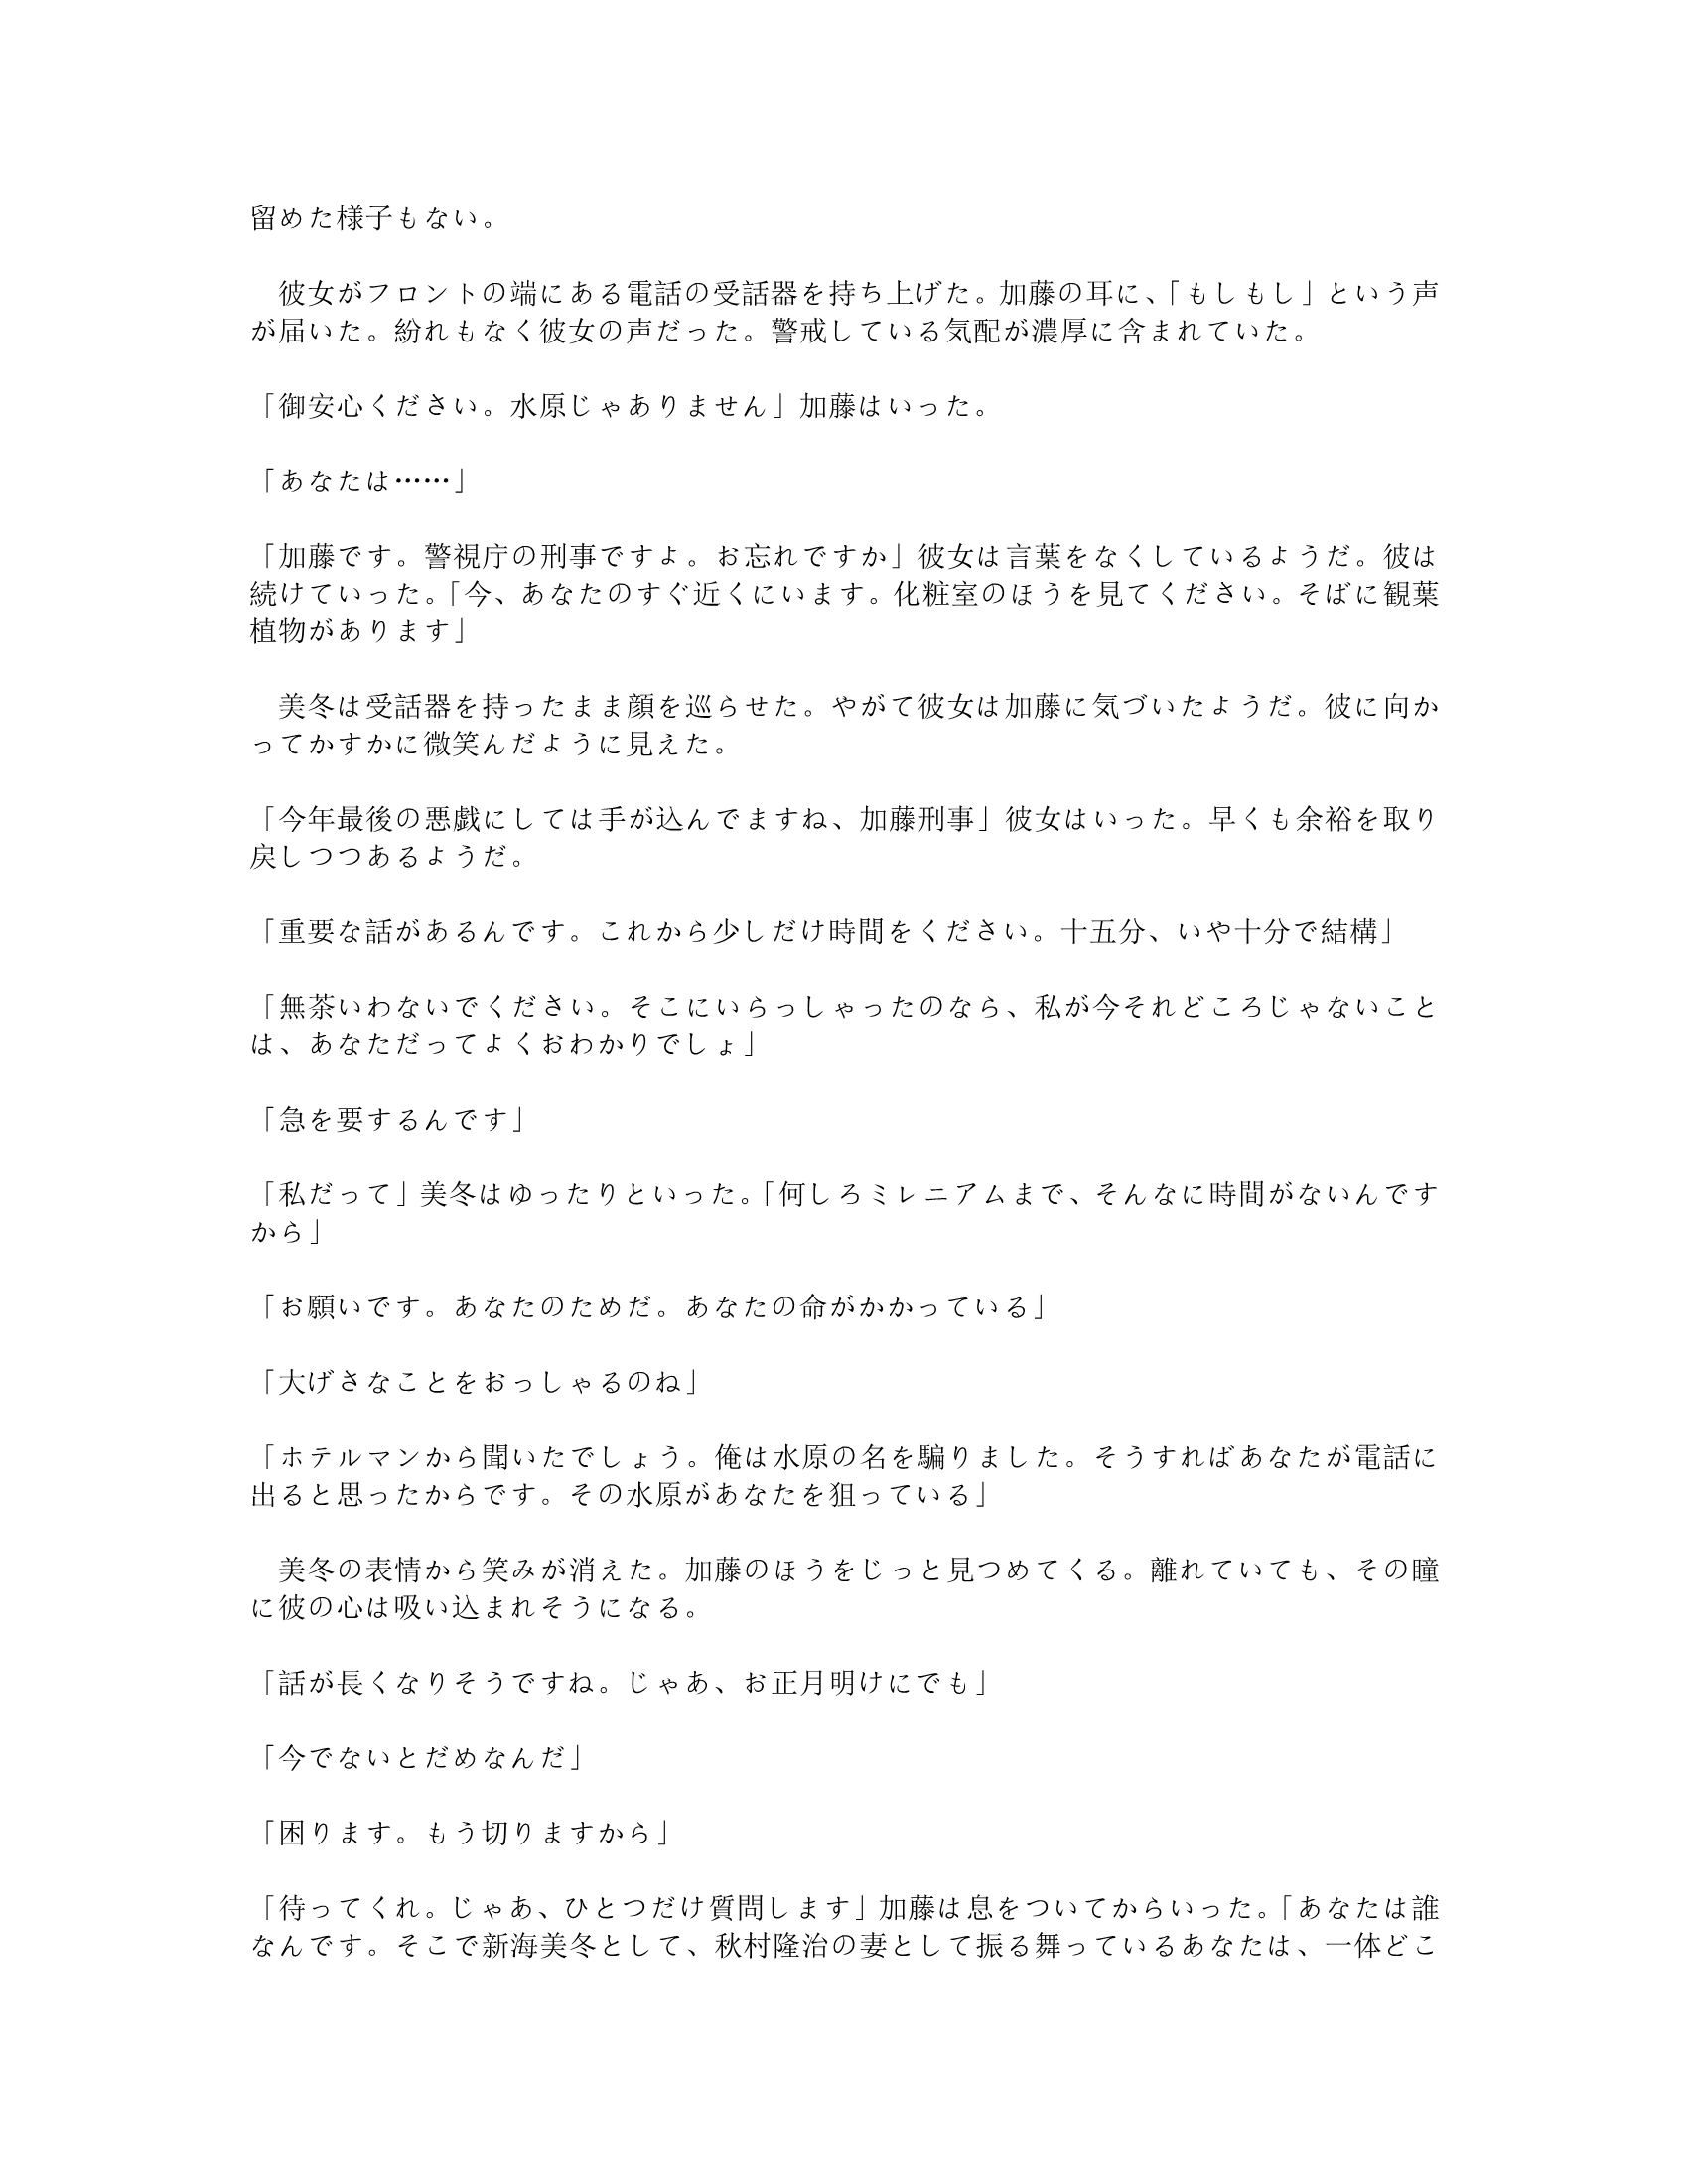 留めた様子もない。
　彼女がフロントの端にある電話の受話器を持ち上げた。加藤の耳に、「もしもし」という声
が届いた。紛れもなく彼女の声だった。警戒している気配が濃厚に含まれていた。
「御安心ください。水原じゃありません」加藤はいった。
「あなたは……」
「加藤です。警視庁の刑事ですよ。お忘れですか」彼女は言葉をなくしているようだ。彼は
続けていった。「今、あなたのすぐ近くにいます。化粧室のほうを見てください。そばに観葉
植物があります」
　美冬は受話器を持ったまま顔を巡らせた。やがて彼女は加藤に気づいたようだ。彼に向か
ってかすかに微笑んだように見えた。
「今年最後の悪戯にしては手が込んでますね、加藤刑事」彼女はいった。早くも余裕を取り
戻しつつあるようだ。
「重要な話があるんです。これから少しだけ時間をください。十五分、いや十分で結構」
「無茶いわないでください。そこにいらっしゃったのなら、私が今それどころじゃないこと
は、あなただってよくおわかりでしょ」
「急を要するんです」
「私だって」美冬はゆったりといった。「何しろミレニアムまで、そんなに時間がないんです
から」
「お願いです。あなたのためだ。あなたの命がかかっている」
「大げさなことをおっしゃるのね」
「ホテルマンから聞いたでしょう。俺は水原の名を騙りました。そうすればあなたが電話に
出ると思ったからです。その水原があなたを狙っている」
　美冬の表情から笑みが消えた。加藤のほうをじっと見つめてくる。離れていても、その瞳
に彼の心は吸い込まれそうになる。
「話が長くなりそうですね。じゃあ、お正月明けにでも」
「今でないとだめなんだ」
「困ります。もう切りますから」
「待ってくれ。じゃあ、ひとつだけ質問します」加藤は息をついてからいった。「あなたは誰
なんです。そこで新海美冬として、秋村隆治の妻として振る舞っているあなたは、一体どこ